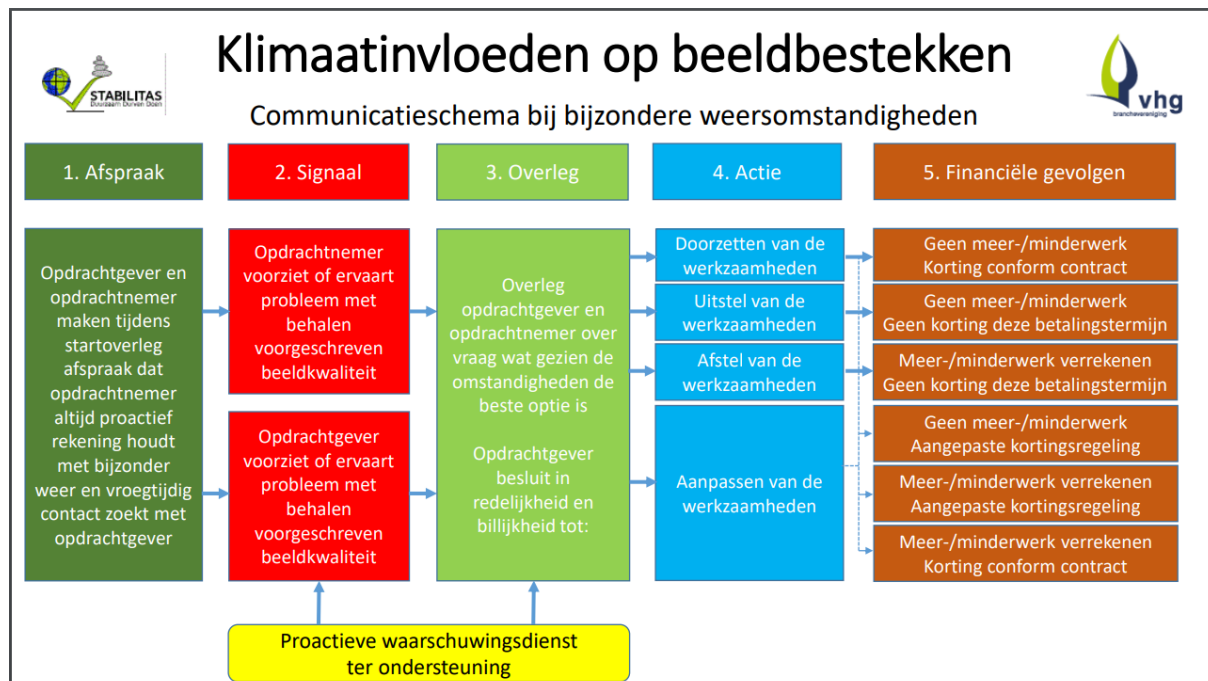 Klimaatinvloeden op beeldbestekken
STABILITAS
Duurzaam Durven Doen
vhg
branchevereniging
Communicatieschema bij bijzondere weersomstandigheden
1. Afspraak
2. Signaal
3. Overleg
4. Actie
5. Financiële gevolgen
Opdrachtgever en
opdrachtnemer
maken tijdens
startoverleg
afspraak dat
opdrachtnemer
altijd proactief
rekening houdt
met bijzonder
weer en vroegtijdig
contact zoekt met
opdrachtgever
Opdrachtnemer
voorziet of ervaart
probleem met
behalen
voorgeschreven
beeldkwaliteit
Opdrachtgever
voorziet of ervaart
probleem met
behalen
voorgeschreven
beeldkwaliteit
Overleg
opdrachtgever en
opdrachtnemer over
vraag wat gezien de
omstandigheden de
beste optie is
Opdrachtgever
besluit in
redelijkheid en
billijkheid tot:
Doorzetten van de
werkzaamheden
Uitstel van de
werkzaamheden
Afstel van de
werkzaamheden
Aanpassen van de
werkzaamheden
Geen meer-/minderwerk
Korting conform contract
Geen meer-/minderwerk
Geen korting deze betalingstermijn
Meer-/minderwerk verrekenen
Geen korting deze betalingstermijn
Geen meer-/minderwerk
Aangepaste kortingsregeling
Meer-/minderwerk verrekenen
Aangepaste kortingsregeling
Meer-/minderwerk verrekenen
Korting conform contract
Proactieve waarschuwingsdienst
ter ondersteuning